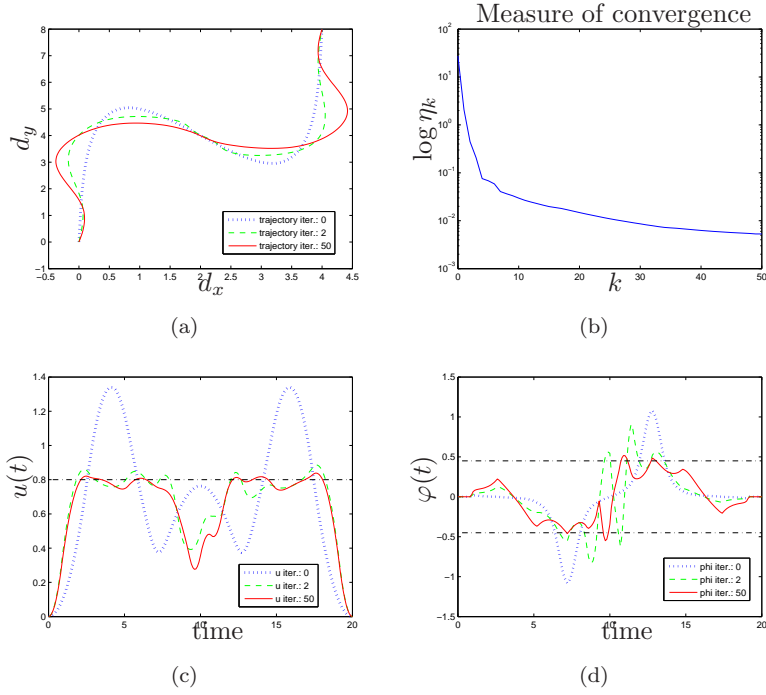 Measure of convergence
8
7
6
5
4
3
2
1
0
−1
−0.5 0 0.5 1 1.5 2 2.5 3 3.5 4 4.5
d_y
d_x
trajectory iter.: 0
trajectory iter.: 2
trajectory iter.: 50
(a)
10^2
10^1
10^0
10^−1
10^−2
10^−3
0 10 20 30 40 50
log η_k
k
(b)
1.4
1.2
1
0.8
0.6
0.4
0.2
0
0 5 10 15 20
u(t)
time
u iter.: 0
u iter.: 2
u iter.: 50
(c)
1.5
1
0.5
0
−0.5
−1
−1.5
0 5 10 15 20
φ(t)
time
phi iter.: 0
phi iter.: 2
phi iter.: 50
(d)